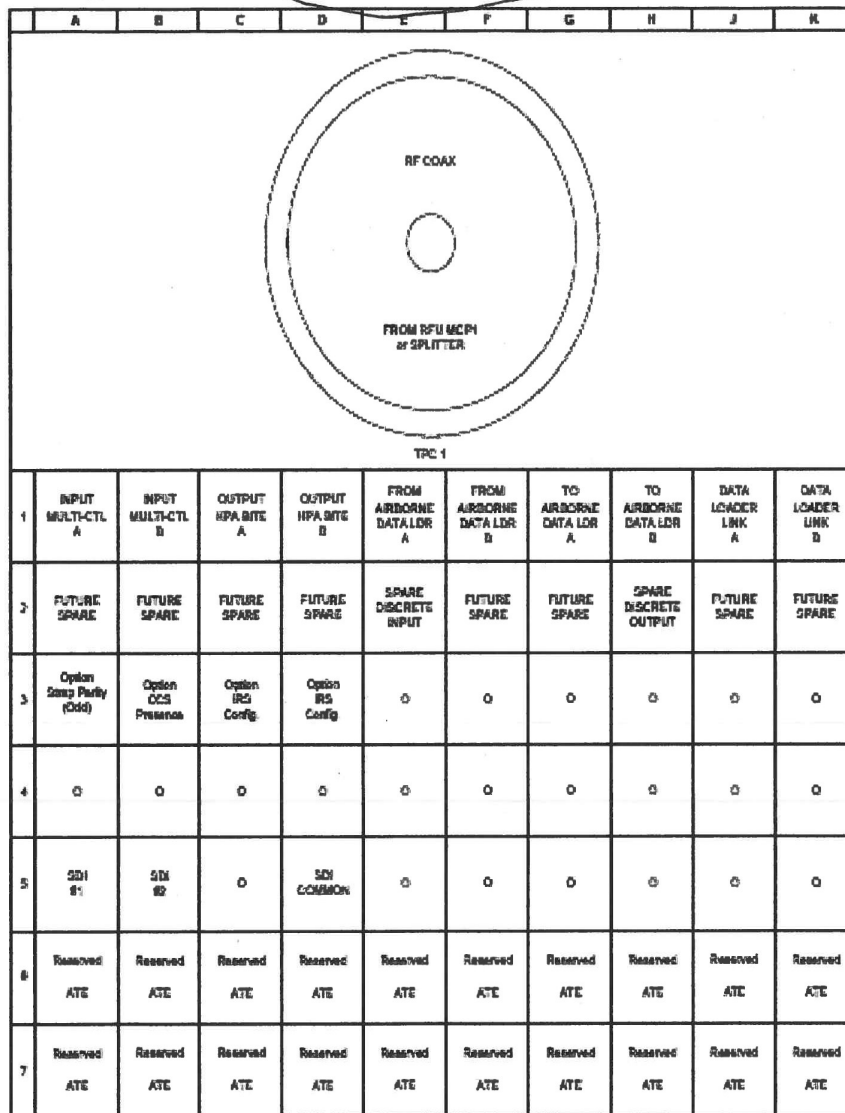 A B C D E F G H J K
RF COAX
FROM RFU MCP1
or SPLITTER
TPC 1
1 INPUT MULTI-CTL A INPUT MULTI-CTL B OUTPUT HPA BITE A OUTPUT HPA BITE B FROM AIRBORNE DATA LDR A FROM AIRBORNE DATA LDR B TO AIRBORNE DATA LDR A TO AIRBORNE DATA LDR B DATA LOADER LINK A DATA LOADER LINK B
2 FUTURE SPARE FUTURE SPARE FUTURE SPARE FUTURE SPARE SPARE DISCRETE INPUT FUTURE SPARE FUTURE SPARE SPARE DISCRETE OUTPUT FUTURE SPARE FUTURE SPARE
3 Option Strap Parity (Odd) Option CCS Presence Option IRS Config. Option IRS Config. O O O O O O
4 O O O O O O O O O O
5 SDI #1 SDI #2 O SDI COMMON O O O O O O
6 Reserved ATE Reserved ATE Reserved ATE Reserved ATE Reserved ATE Reserved ATE Reserved ATE Reserved ATE Reserved ATE Reserved ATE
7 Reserved ATE Reserved ATE Reserved ATE Reserved ATE Reserved ATE Reserved ATE Reserved ATE Reserved ATE Reserved ATE Reserved ATE